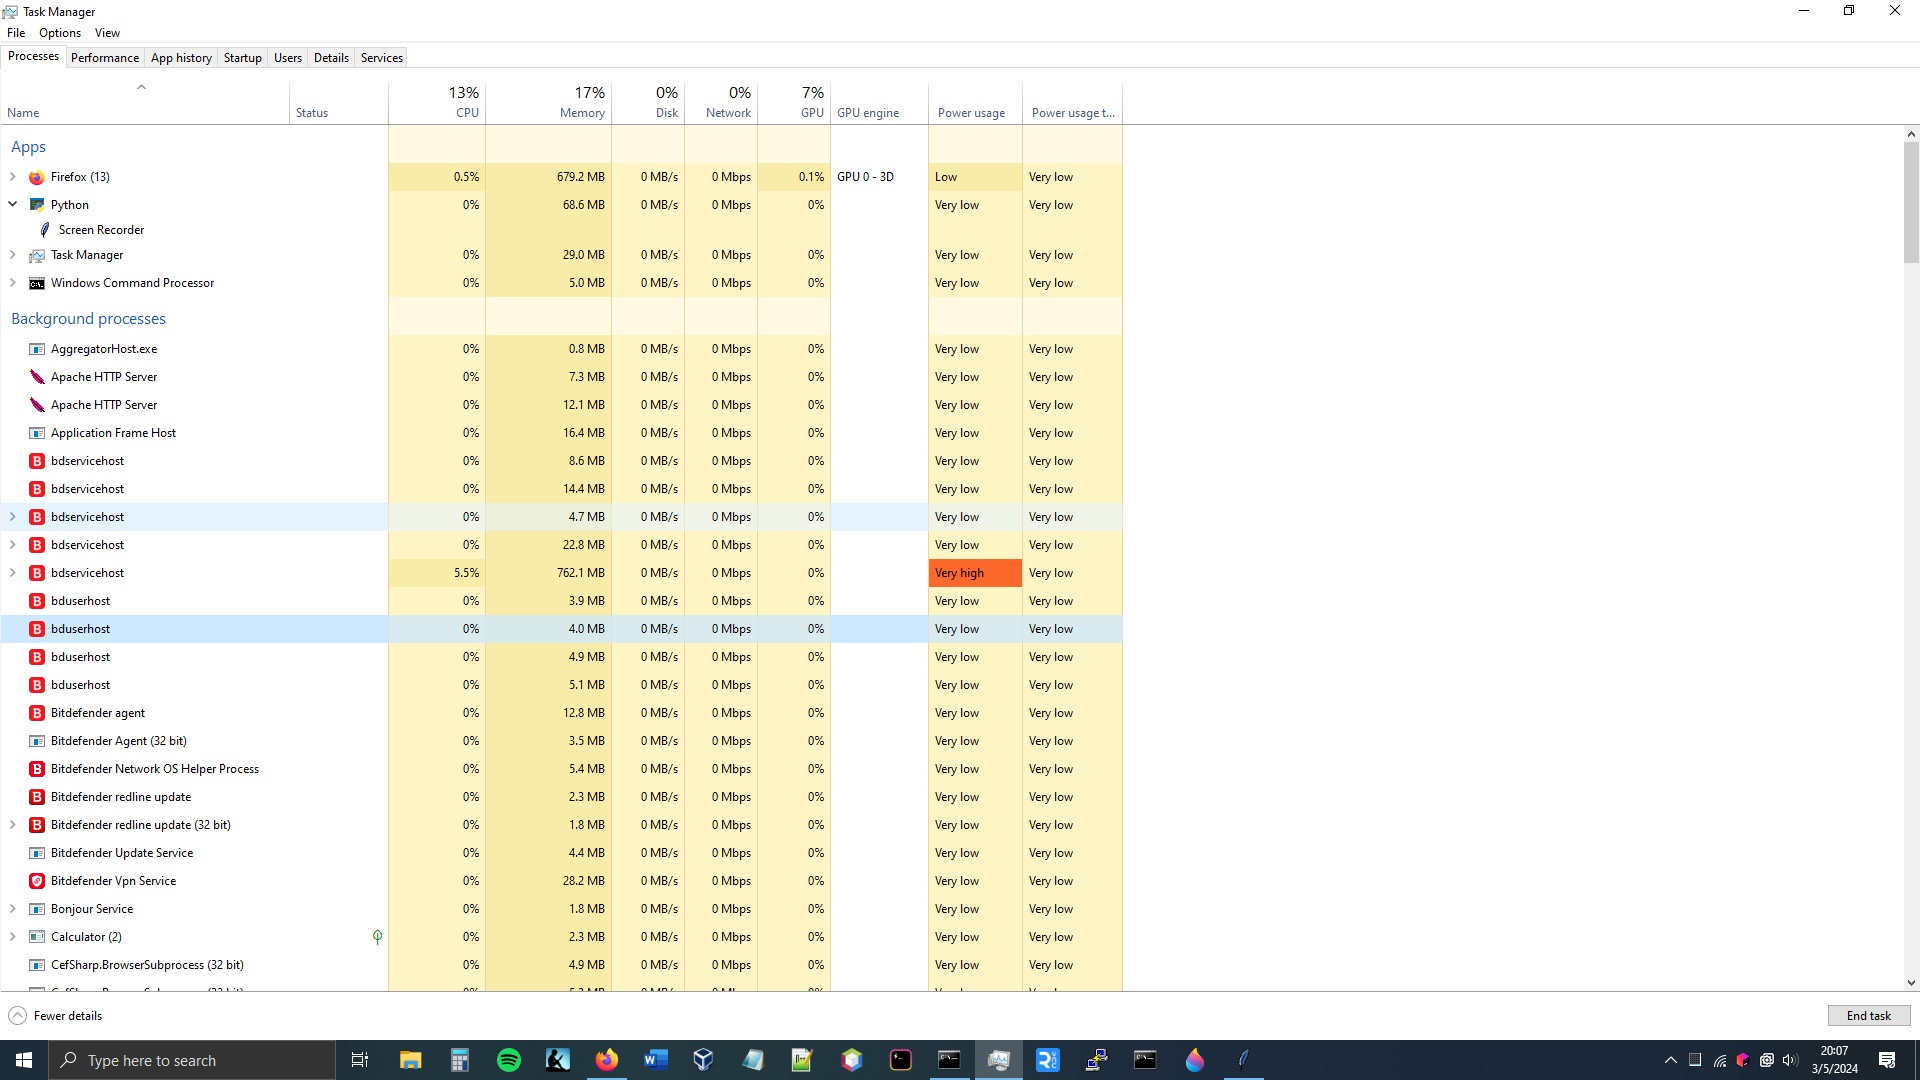 Task Manager
File Options View
Processes Performance App history Startup Users Details Services
13% 17% 0% 0% 7%
Name Status CPU Memory Disk Network GPU GPU engine Power usage Power usage t...
Apps
Firefox (13) 0.5% 679.2 MB 0 MB/s 0 Mbps 0.1% GPU 0 - 3D Low Very low
Python 0% 68.6 MB 0 MB/s 0 Mbps 0% Very low Very low
Screen Recorder
Task Manager 0% 29.0 MB 0 MB/s 0 Mbps 0% Very low Very low
Windows Command Processor 0% 5.0 MB 0 MB/s 0 Mbps 0% Very low Very low
Background processes
AggregatorHost.exe 0% 0.8 MB 0 MB/s 0 Mbps 0% Very low Very low
Apache HTTP Server 0% 7.3 MB 0 MB/s 0 Mbps 0% Very low Very low
Apache HTTP Server 0% 12.1 MB 0 MB/s 0 Mbps 0% Very low Very low
Application Frame Host 0% 16.4 MB 0 MB/s 0 Mbps 0% Very low Very low
bdservicehost 0% 8.6 MB 0 MB/s 0 Mbps 0% Very low Very low
bdservicehost 0% 14.4 MB 0 MB/s 0 Mbps 0% Very low Very low
bdservicehost 0% 4.7 MB 0 MB/s 0 Mbps 0% Very low Very low
bdservicehost 0% 22.8 MB 0 MB/s 0 Mbps 0% Very low Very low
bdservicehost 5.5% 762.1 MB 0 MB/s 0 Mbps 0% Very high Very low
bduserhost 0% 3.9 MB 0 MB/s 0 Mbps 0% Very low Very low
bduserhost 0% 4.0 MB 0 MB/s 0 Mbps 0% Very low Very low
bduserhost 0% 4.9 MB 0 MB/s 0 Mbps 0% Very low Very low
bduserhost 0% 5.1 MB 0 MB/s 0 Mbps 0% Very low Very low
Bitdefender agent 0% 12.8 MB 0 MB/s 0 Mbps 0% Very low Very low
Bitdefender Agent (32 bit) 0% 3.5 MB 0 MB/s 0 Mbps 0% Very low Very low
Bitdefender Network OS Helper Process 0% 5.4 MB 0 MB/s 0 Mbps 0% Very low Very low
Bitdefender redline update 0% 2.3 MB 0 MB/s 0 Mbps 0% Very low Very low
Bitdefender redline update (32 bit) 0% 1.8 MB 0 MB/s 0 Mbps 0% Very low Very low
Bitdefender Update Service 0% 4.4 MB 0 MB/s 0 Mbps 0% Very low Very low
Bitdefender Vpn Service 0% 28.2 MB 0 MB/s 0 Mbps 0% Very low Very low
Bonjour Service 0% 1.8 MB 0 MB/s 0 Mbps 0% Very low Very low
Calculator (2) 0% 2.3 MB 0 MB/s 0 Mbps 0% Very low Very low
CefSharp.BrowserSubprocess (32 bit) 0% 4.9 MB 0 MB/s 0 Mbps 0% Very low Very low
Fewer details
End task
Type here to search
20:07
3/5/2024